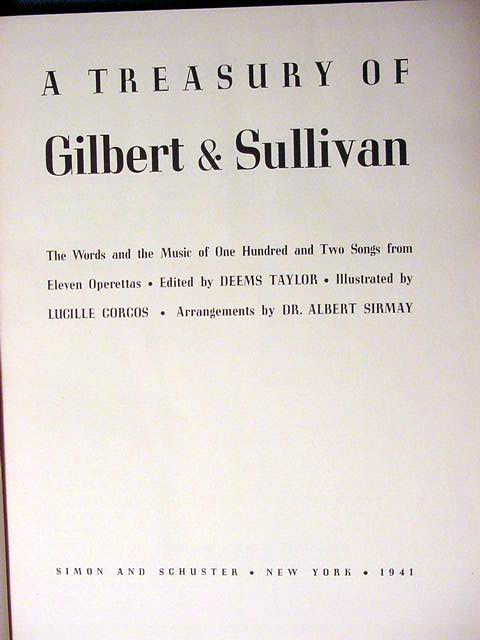 A TREASURY OF
Gilbert & Sullivan
The Words and the Music of One Hundred and Two Songs from
Eleven Operettas • Edited by DEEMS TAYLOR • Illustrated by
LUCILLE CORCOS • Arrangements by DR. ALBERT SIRMAY
SIMON AND SCHUSTER • NEW YORK • 1941